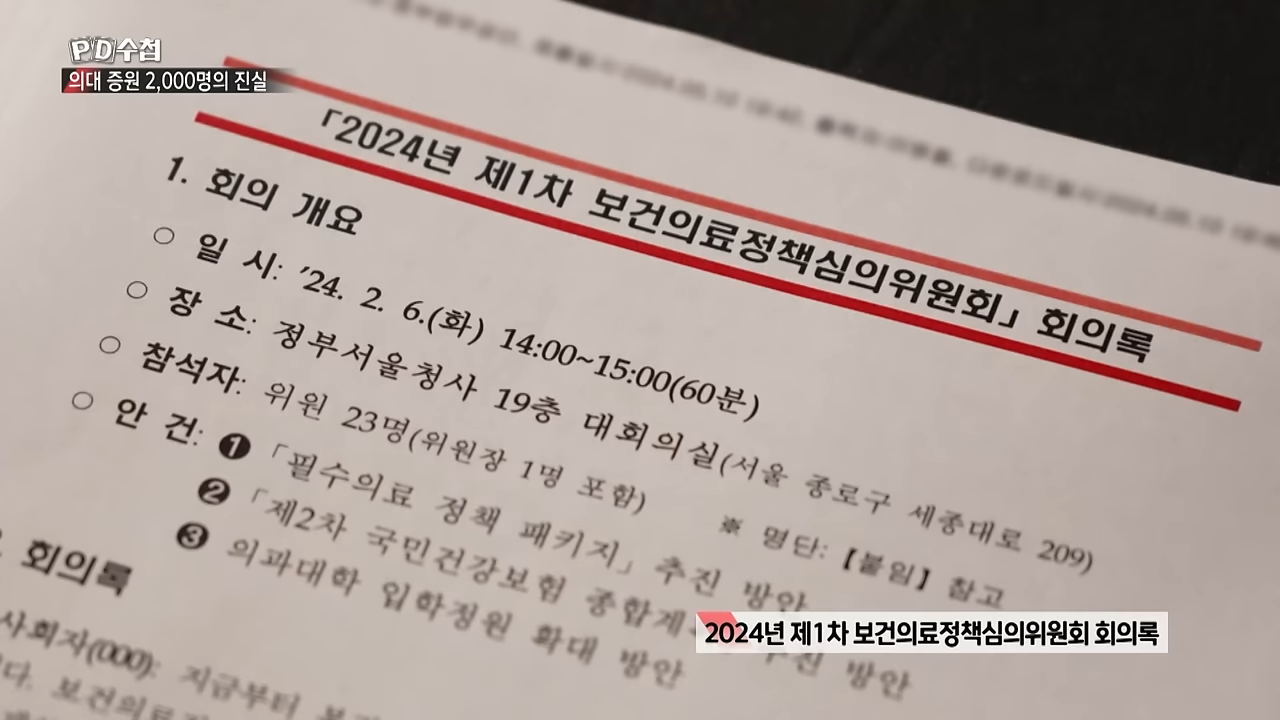 PD수첩
의대 증원 2,000명의 진실
「2024년 제1차 보건의료정책심의위원회」 회의록
1. 회의 개요
○ 일 시: '24. 2. 6.(화) 14:00~15:00(60분)
○ 장 소: 정부서울청사 19층 대회의실(서울 종로구 세종대로 209)
○ 참석자: 위원 23명(위원장 1명 포함) ※ 명단:【붙임】참고
○ 안 건: ❶「필수의료 정책 패키지」추진 방안
❷「제2차 국민건강보험 종합계 추진 방안
❸ 의과대학 입학정원 확대 방안
회의록
사회자(000): 지금부터
다. 보건의료
2024년 제1차 보건의료정책심의위원회 회의록